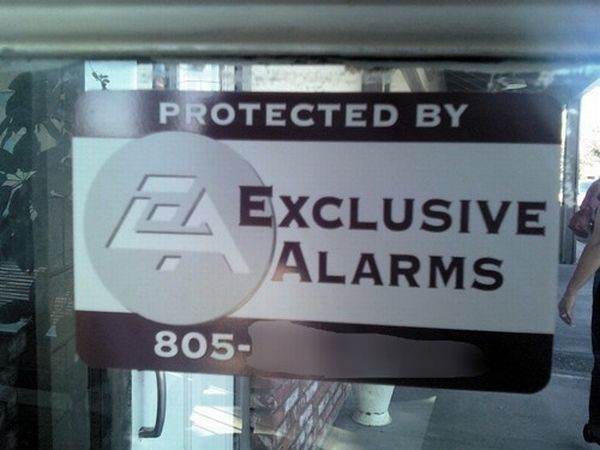 PROTECTED BY
EA
EXCLUSIVE
ALARMS
805-